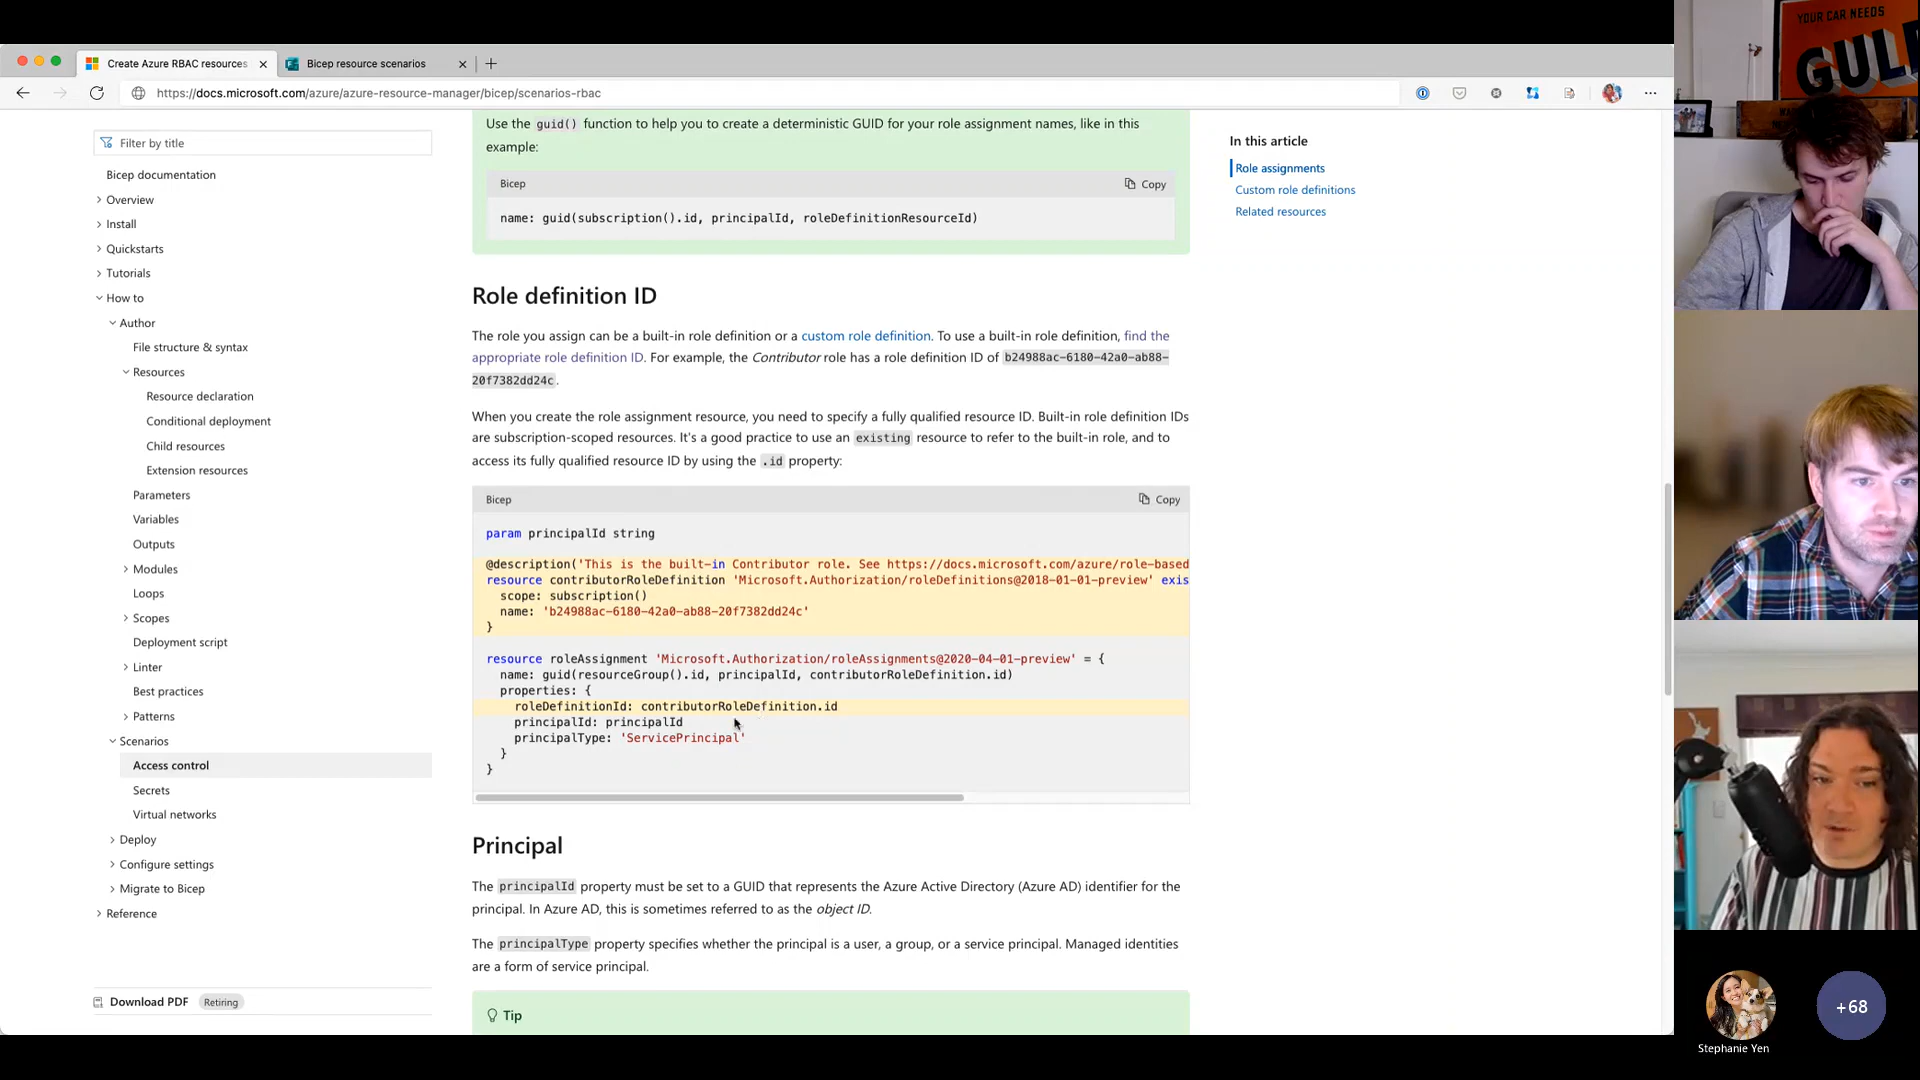 Create Azure RBAC resources
Bicep resource scenarios
https://docs.microsoft.com/azure/azure-resource-manager/bicep/scenarios-rbac
Filter by title
Bicep documentation
Overview
Install
Quickstarts
Tutorials
How to
Author
File structure & syntax
Resources
Resource declaration
Conditional deployment
Child resources
Extension resources
Parameters
Variables
Outputs
Modules
Loops
Scopes
Deployment script
Linter
Best practices
Patterns
Scenarios
Access control
Secrets
Virtual networks
Deploy
Configure settings
Migrate to Bicep
Reference
Download PDF Retiring
Use the guid() function to help you to create a deterministic GUID for your role assignment names, like in this
example:
Bicep
Copy
name: guid(subscription().id, principalId, roleDefinitionResourceId)
Role definition ID
The role you assign can be a built-in role definition or a custom role definition. To use a built-in role definition, find the
appropriate role definition ID. For example, the Contributor role has a role definition ID of b24988ac-6180-42a0-ab88-
20f7382dd24c.
When you create the role assignment resource, you need to specify a fully qualified resource ID. Built-in role definition IDs
are subscription-scoped resources. It's a good practice to use an existing resource to refer to the built-in role, and to
access its fully qualified resource ID by using the .id property:
Bicep
Copy
param principalId string
@description('This is the built-in Contributor role. See https://docs.microsoft.com/azure/role-based
resource contributorRoleDefinition 'Microsoft.Authorization/roleDefinitions@2018-01-01-preview' exis
scope: subscription()
name: 'b24988ac-6180-42a0-ab88-20f7382dd24c'
}
resource roleAssignment 'Microsoft.Authorization/roleAssignments@2020-04-01-preview' = {
name: guid(resourceGroup().id, principalId, contributorRoleDefinition.id)
properties: {
roleDefinitionId: contributorRoleDefinition.id
principalId: principalId
principalType: 'ServicePrincipal'
}
}
Principal
The principalId property must be set to a GUID that represents the Azure Active Directory (Azure AD) identifier for the
principal. In Azure AD, this is sometimes referred to as the object ID.
The principalType property specifies whether the principal is a user, a group, or a service principal. Managed identities
are a form of service principal.
Tip
In this article
Role assignments
Custom role definitions
Related resources
YOUR CAR NEEDS
GULF
Stephanie Yen
+68